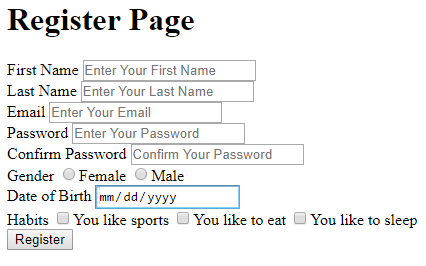 Register Page
First Name Enter Your First Name
Last Name Enter Your Last Name
Email Enter Your Email
Password Enter Your Password
Confirm Password Confirm Your Password
Gender Female Male
Date of Birth mm/dd/yyyy
Habits You like sports You like to eat You like to sleep
Register